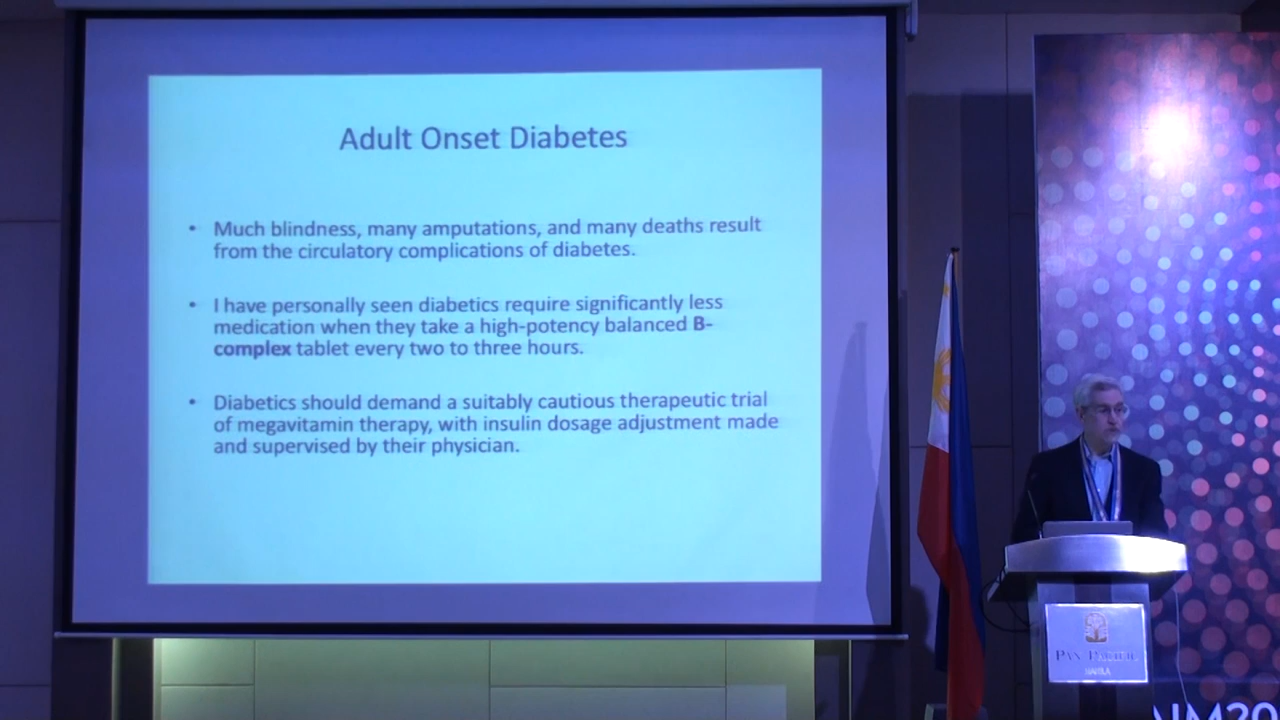 Adult Onset Diabetes
• Much blindness, many amputations, and many deaths result
from the circulatory complications of diabetes.
• I have personally seen diabetics require significantly less
medication when they take a high-potency balanced B-
complex tablet every two to three hours.
• Diabetics should demand a suitably cautious therapeutic trial
of megavitamin therapy, with insulin dosage adjustment made
and supervised by their physician.
PAN PACIFIC
MANILA